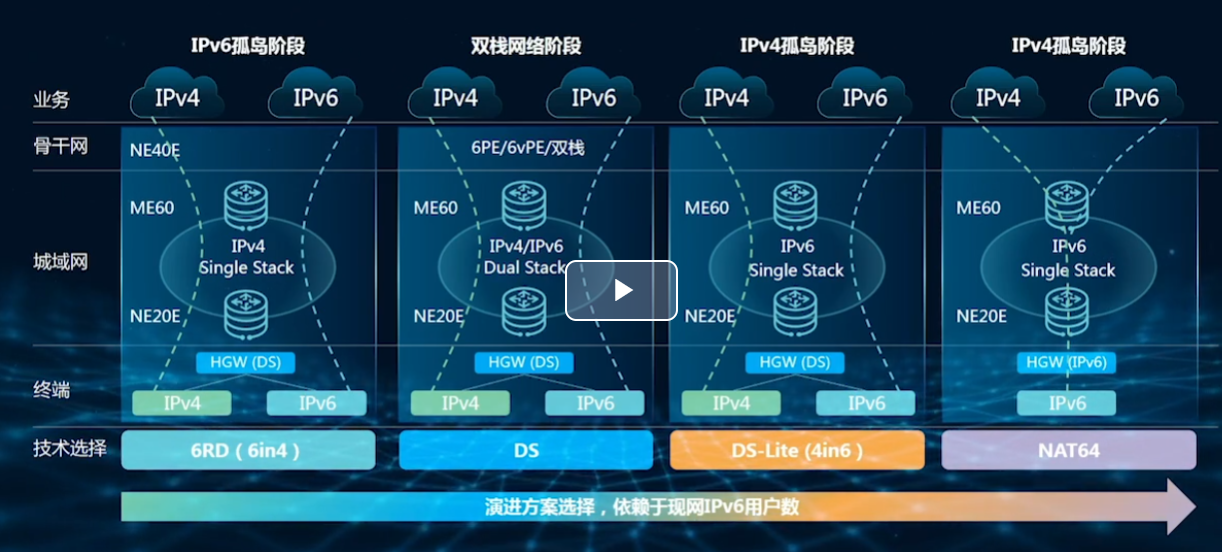 IPv6孤岛阶段 双栈网络阶段 IPv4孤岛阶段 IPv4孤岛阶段
业务 IPv4 IPv6 IPv4 IPv6 IPv4 IPv6 IPv4 IPv6
骨干网 NE40E 6PE/6vPE/双栈
ME60 ME60 ME60 ME60
城域网
IPv4 IPv4/IPv6 IPv6 IPv6
Single Stack Dual Stack Single Stack Single Stack
NE20E NE20E NE20E NE20E
HGW (DS) HGW (DS) HGW (DS) HGW (IPv6)
终端
IPv4 IPv6 IPv4 IPv6 IPv4 IPv6 IPv6
技术选择 6RD ( 6in4 ) DS DS-Lite (4in6 ) NAT64
演进方案选择，依赖于现网IPv6用户数